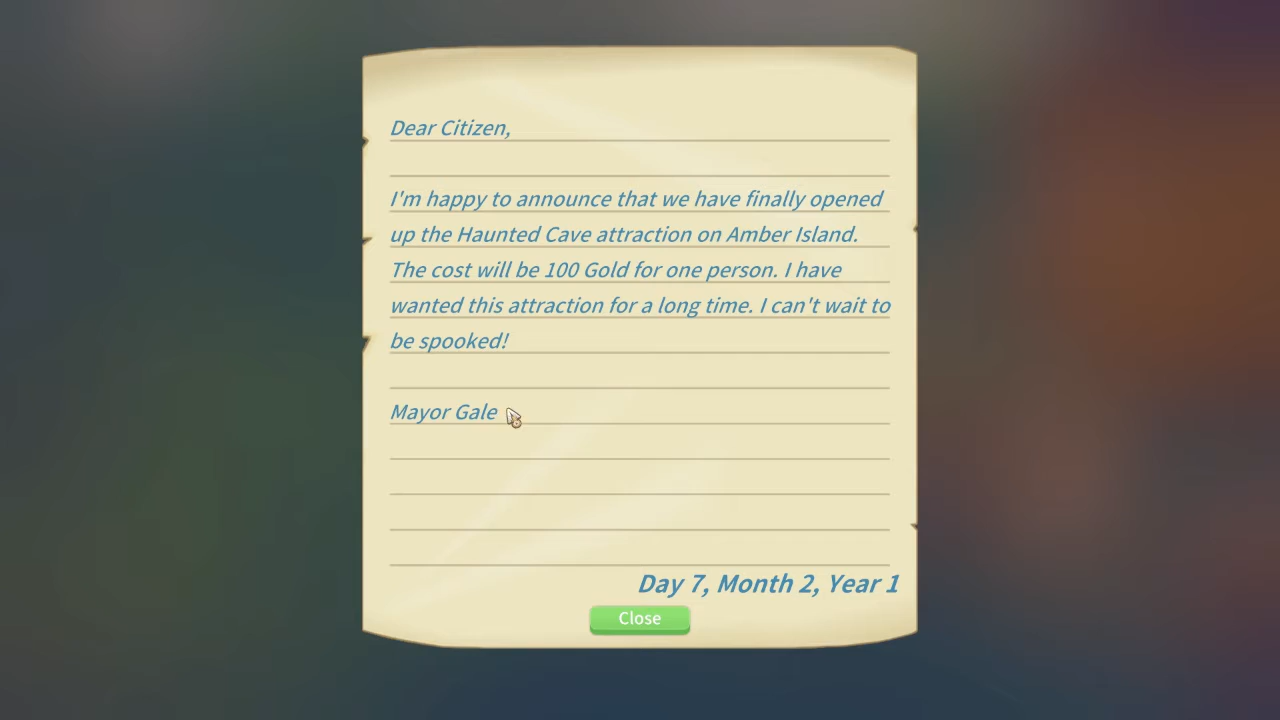 Dear Citizen,
I'm happy to announce that we have finally opened
up the Haunted Cave attraction on Amber Island.
The cost will be 100 Gold for one person. I have
wanted this attraction for a long time. I can't wait to
be spooked!
Mayor Gale
Day 7, Month 2, Year 1
Close